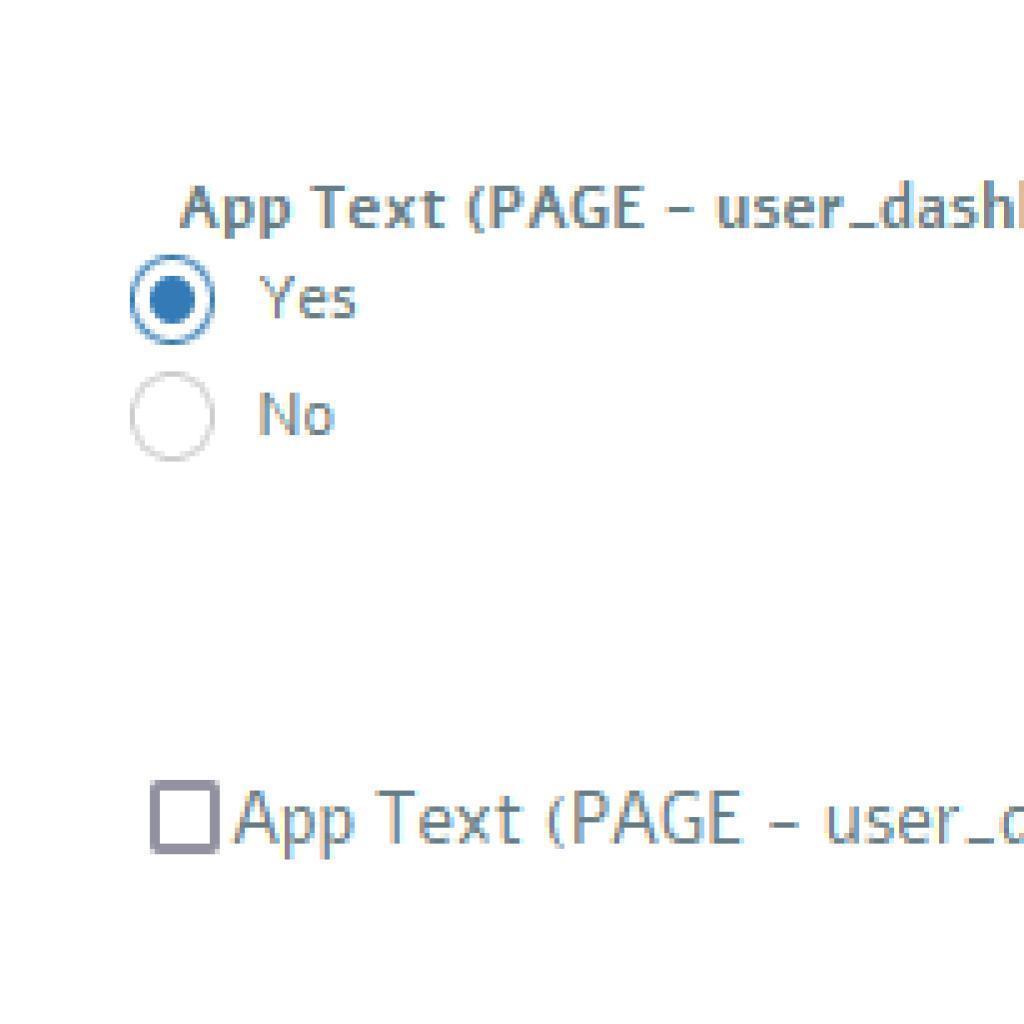 App Text (PAGE – user_dash
Yes
No
App Text (PAGE – user_